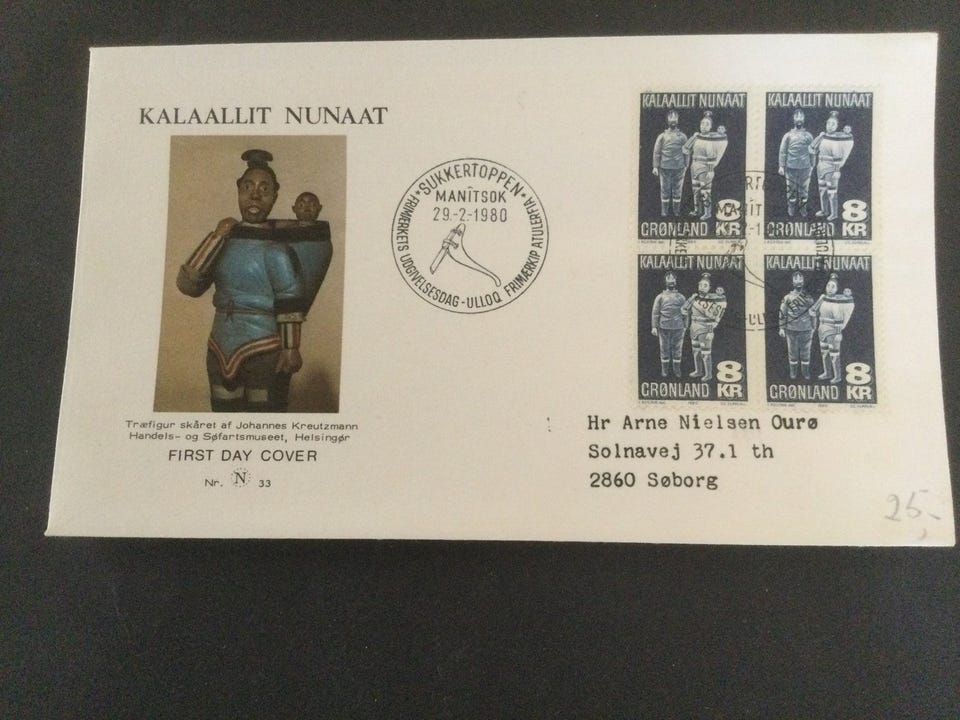 KALAALLIT NUNAAT
Træfigur skåret af Johannes Kreutzmann
Handels- og Søfartsmuseet, Helsingør
FIRST DAY COVER
Nr. N 33
SUKKERTOPPEN
MANÎTSOK
29.-2.-1980
FRIMÆRKETS UDGIVELSESDAG - ULLOQ FRIMÆRKIP ATULERFIA
KALAALLIT NUNAAT
8
GRØNLAND KR
KALAALLIT NUNAAT
8
GRØNLAND KR
KALAALLIT NUNAAT
8
GRØNLAND KR
KALAALLIT NUNAAT
8
GRØNLAND KR
Hr Arne Nielsen Ourø
Solnavej 37.1 th
2860 Søborg
25,-